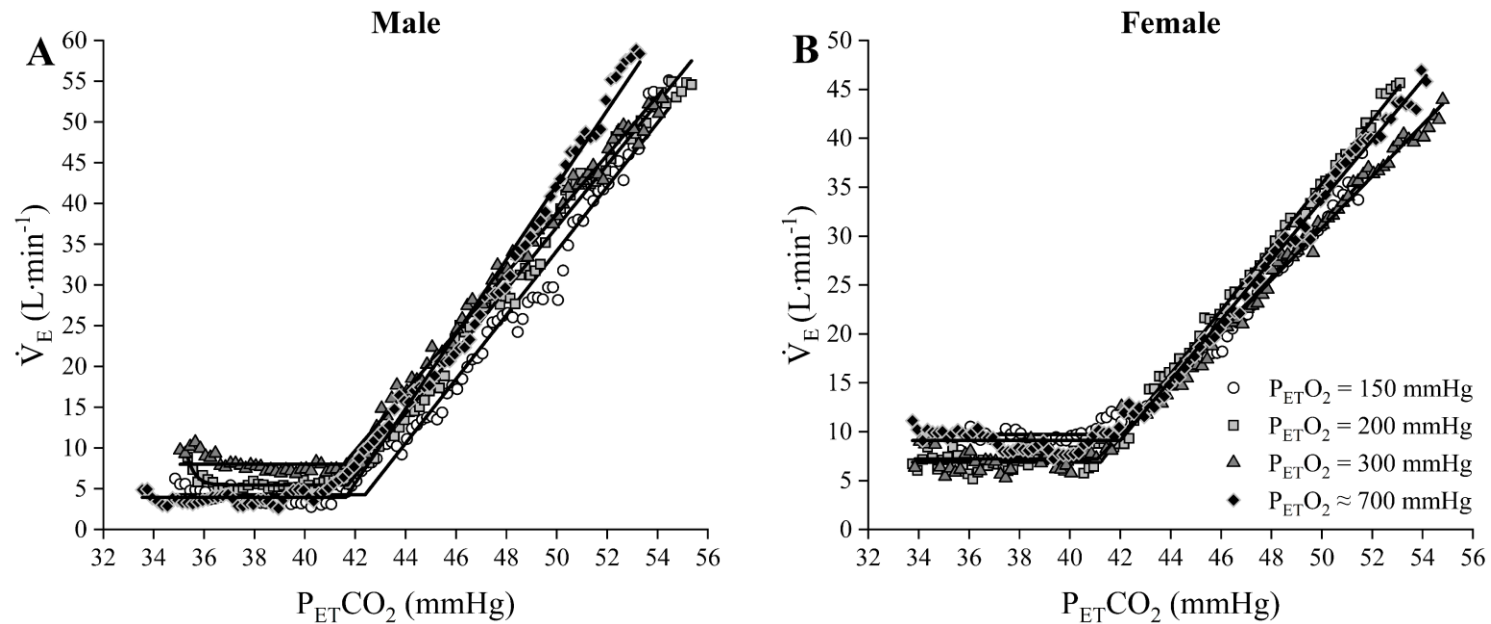 Male
Female
A
B
60
55
50
45
40
35
30
25
20
15
10
5
0
V̇E (L·min⁻¹)
32 34 36 38 40 42 44 46 48 50 52 54 56
PETCO₂ (mmHg)
50
45
40
35
30
25
20
15
10
5
0
V̇E (L·min⁻¹)
PETO₂ = 150 mmHg
PETO₂ = 200 mmHg
PETO₂ = 300 mmHg
PETO₂ ≈ 700 mmHg
32 34 36 38 40 42 44 46 48 50 52 54 56
PETCO₂ (mmHg)